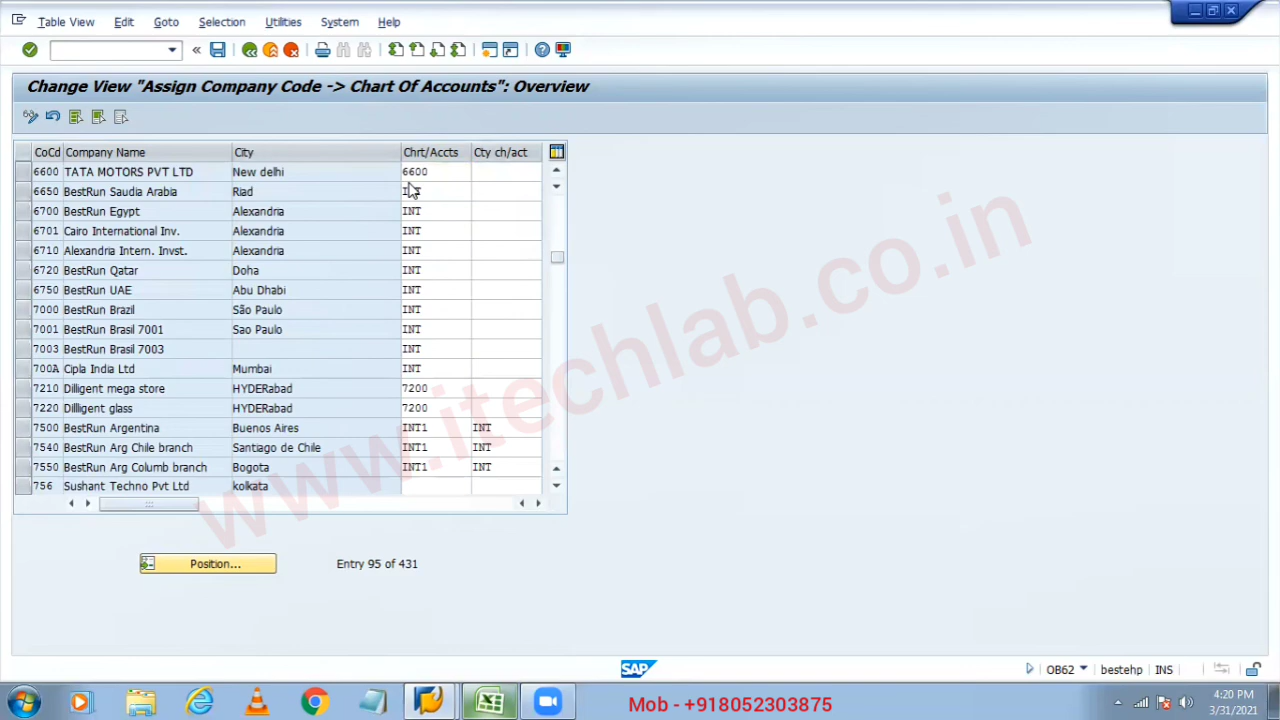 Table View Edit Goto Selection Utilities System Help
Change View "Assign Company Code -> Chart Of Accounts": Overview
CoCd Company Name City Chrt/Accts Cty ch/act
6600 TATA MOTORS PVT LTD New delhi 6600
6650 BestRun Saudia Arabia Riad INT
6700 BestRun Egypt Alexandria INT
6701 Cairo International Inv. Alexandria INT
6710 Alexandria Intern. Invst. Alexandria INT
6720 BestRun Qatar Doha INT
6750 BestRun UAE Abu Dhabi INT
7000 BestRun Brazil São Paulo INT
7001 BestRun Brasil 7001 Sao Paulo INT
7003 BestRun Brasil 7003 INT
700A Cipla India Ltd Mumbai INT
7210 Dilligent mega store HYDERabad 7200
7220 Dilligent glass HYDERabad 7200
7500 BestRun Argentina Buenos Aires INT1 INT
7540 BestRun Arg Chile branch Santiago de Chile INT1 INT
7550 BestRun Arg Columb branch Bogota INT1 INT
756 Sushant Techno Pvt Ltd kolkata
www.itechlab.co.in
Position... Entry 95 of 431
SAP OB62 bestehp INS
Mob - +918052303875
4:20 PM
3/31/2021